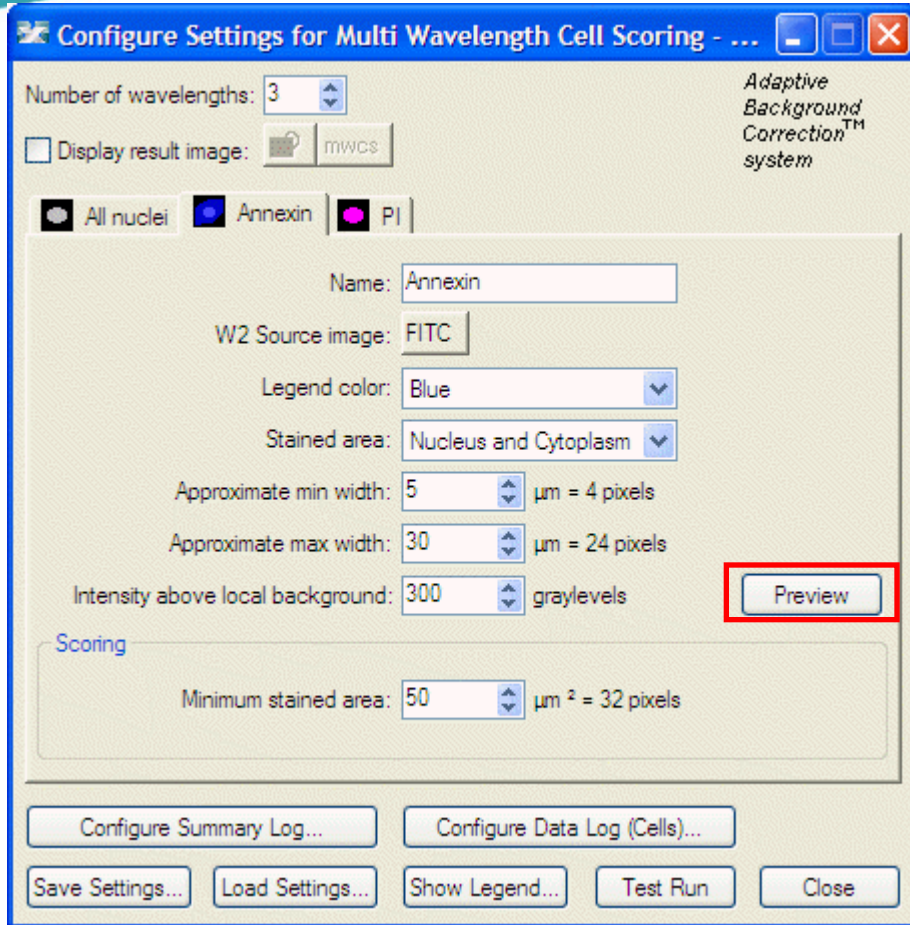 Configure Settings for Multi Wavelength Cell Scoring - ...
Number of wavelengths: 3
Adaptive
Background
Correction™
system
Display result image: mwcs
All nuclei Annexin PI
Name: Annexin
W2 Source image: FITC
Legend color: Blue
Stained area: Nucleus and Cytoplasm
Approximate min width: 5 µm = 4 pixels
Approximate max width: 30 µm = 24 pixels
Intensity above local background: 300 graylevels Preview
Scoring
Minimum stained area: 50 µm ² = 32 pixels
Configure Summary Log... Configure Data Log (Cells)...
Save Settings... Load Settings... Show Legend... Test Run Close